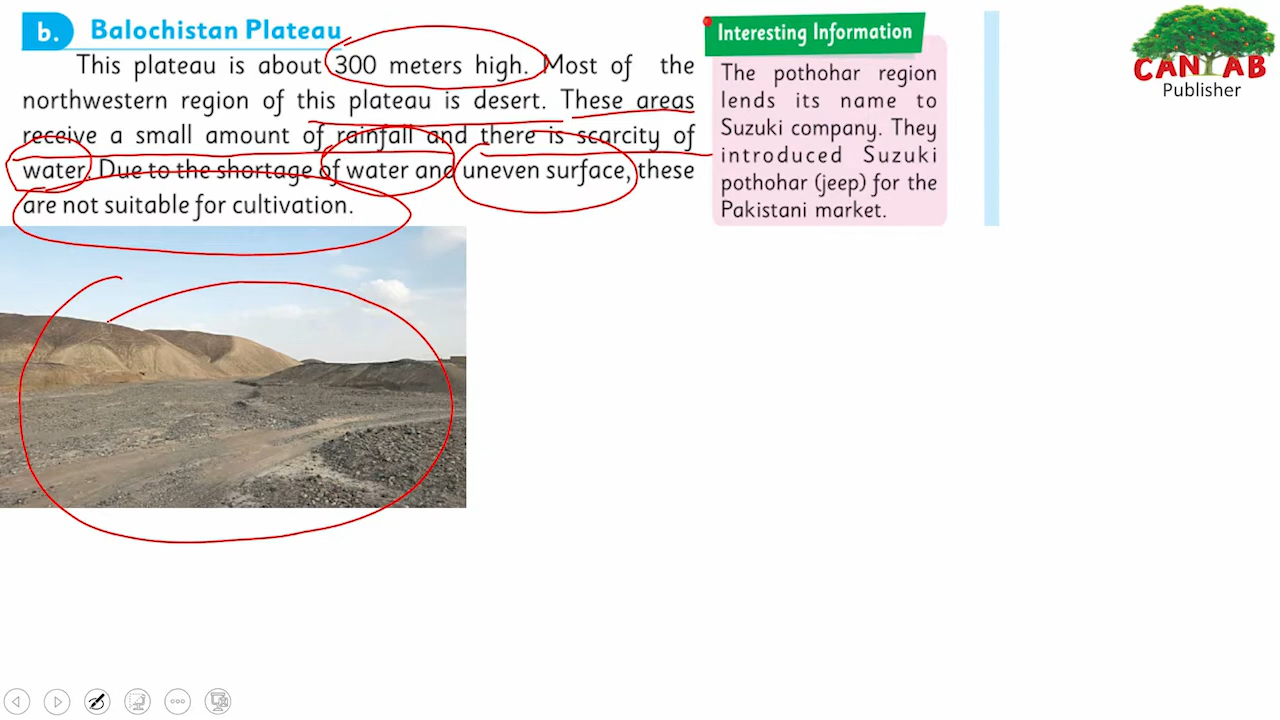 b. Balochistan Plateau
This plateau is about 300 meters high. Most of the
northwestern region of this plateau is desert. These areas
receive a small amount of rainfall and there is scarcity of
water. Due to the shortage of water and uneven surface, these
are not suitable for cultivation.
Interesting Information
The pothohar region
lends its name to
Suzuki company. They
introduced Suzuki
pothohar (jeep) for the
Pakistani market.
CANTAB
Publisher